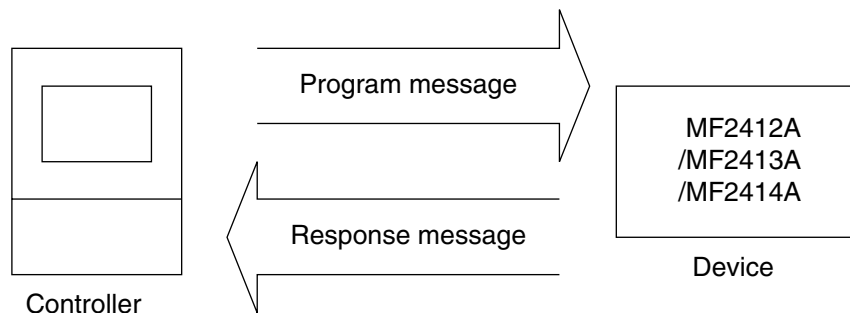 Program message
MF2412A
/MF2413A
/MF2414A
Response message
Device
Controller